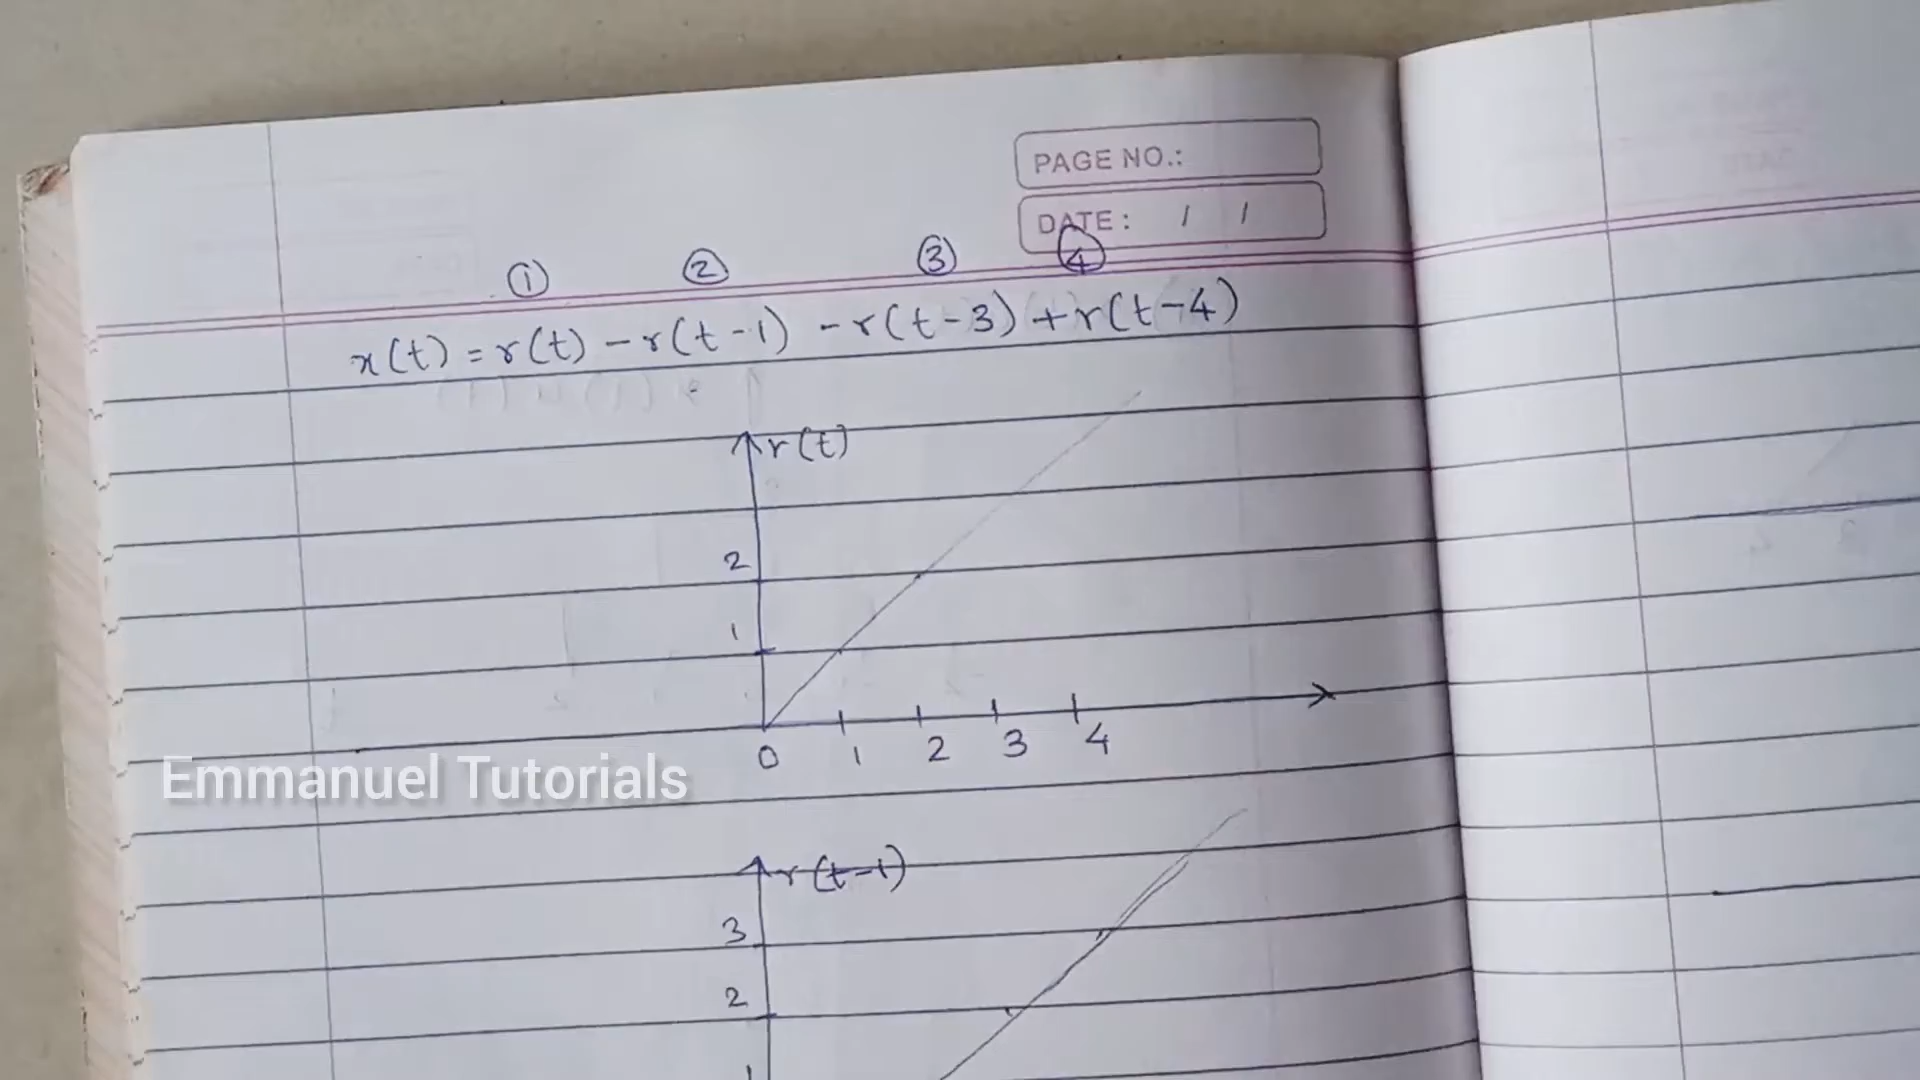 PAGE NO.:
DATE: / /
① ② ③ ④
x(t) = r(t) - r(t-1) - r(t-3) + r(t-4)
r(t)
2
1
0 1 2 3 4
Emmanuel Tutorials
r(t-1)
3
2
1